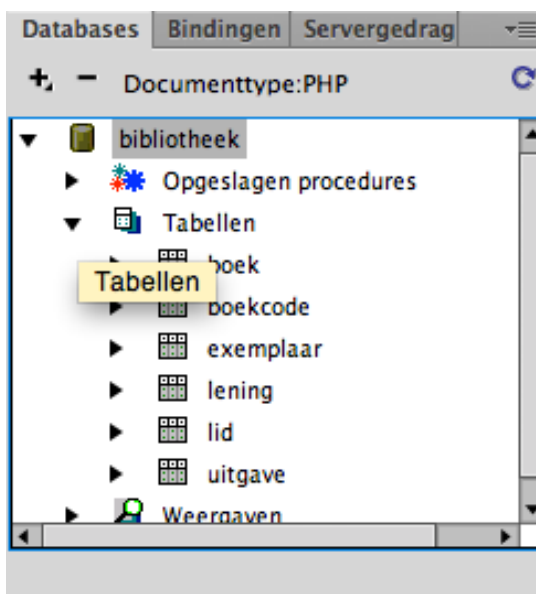 Databases Bindingen Servergedrag
Documenttype:PHP
bibliotheek
Opgeslagen procedures
Tabellen
boek
Tabellen
boekcode
exemplaar
lening
lid
uitgave
Weergaven